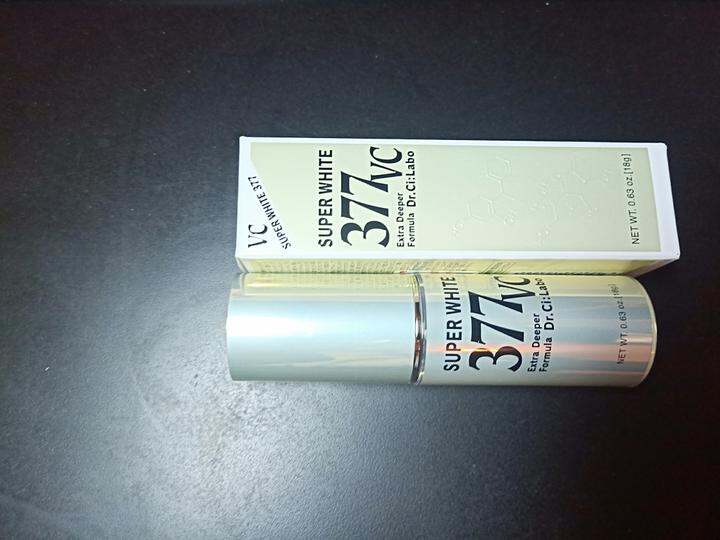 VC
SUPER WHITE 377
SUPER WHITE
377VC
Extra Deeper
Formula Dr.Ci:Labo
NET WT. 0.63 oz.[18g]
SUPER WHITE
377VC
Extra Deeper
Formula Dr.Ci:Labo
NET WT. 0.63 oz.[18g]